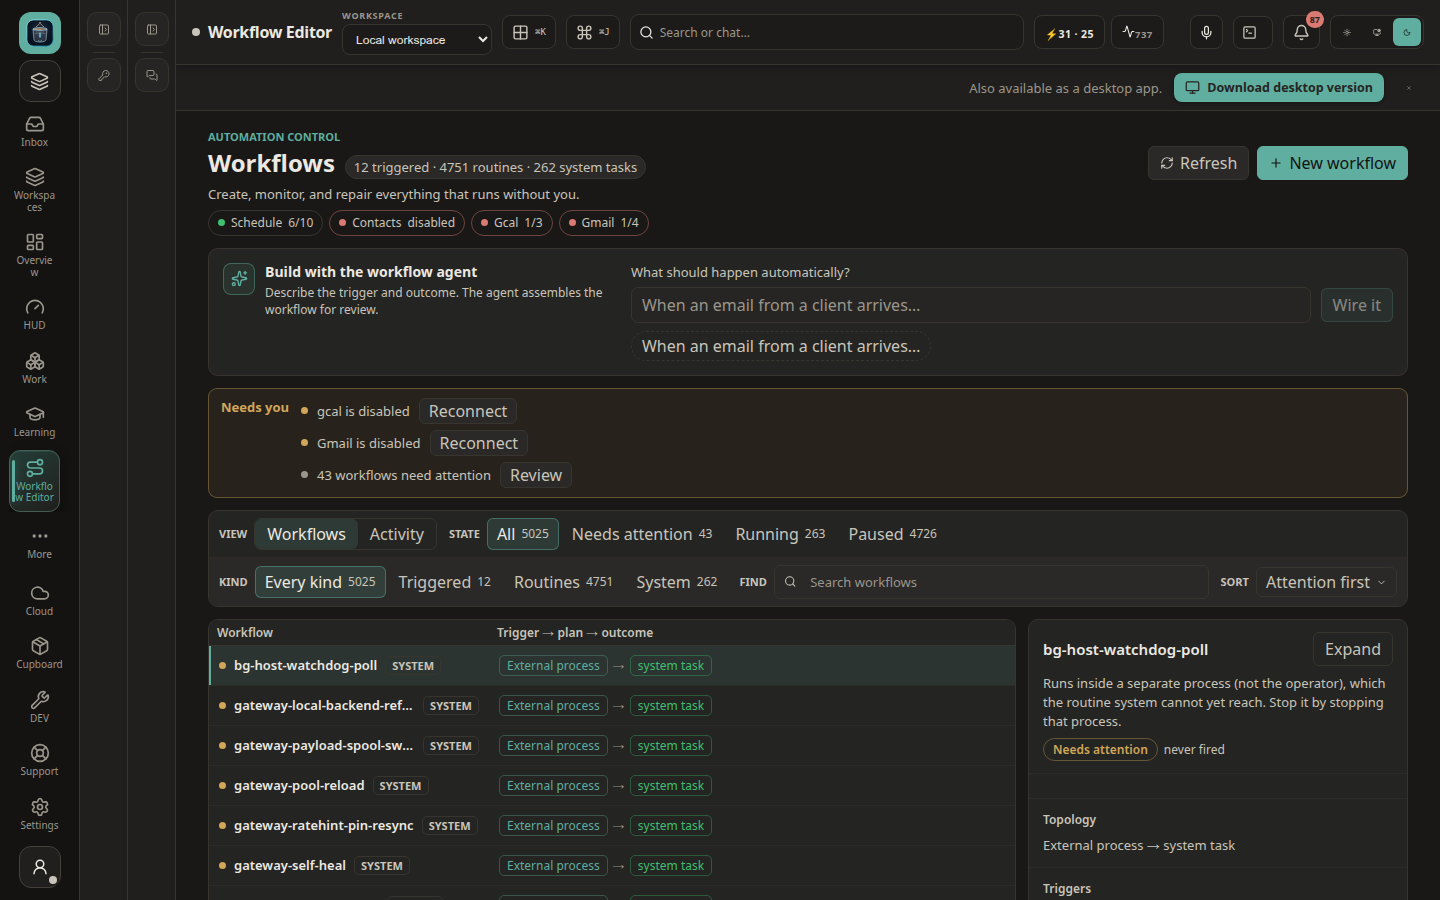 Workflow Editor
WORKSPACE
Local workspace
⌘K
⌘J
Search or chat...
⚡31 · 25
737
87
Also available as a desktop app.
Download desktop version
×
Inbox
Workspa
ces
Overvie
w
HUD
Work
Learning
Workflo
w Editor
More
Cloud
Cupboard
DEV
Support
Settings
AUTOMATION CONTROL
Workflows
12 triggered · 4751 routines · 262 system tasks
Refresh
+ New workflow
Create, monitor, and repair everything that runs without you.
Schedule 6/10
Contacts disabled
Gcal 1/3
Gmail 1/4
Build with the workflow agent
Describe the trigger and outcome. The agent assembles the
workflow for review.
What should happen automatically?
When an email from a client arrives...
Wire it
When an email from a client arrives...
Needs you
gcal is disabled Reconnect
Gmail is disabled Reconnect
43 workflows need attention Review
VIEW Workflows Activity STATE All 5025 Needs attention 43 Running 263 Paused 4726
KIND Every kind 5025 Triggered 12 Routines 4751 System 262 FIND Search workflows SORT Attention first
Workflow Trigger → plan → outcome
bg-host-watchdog-poll SYSTEM External process → system task
gateway-local-backend-ref... SYSTEM External process → system task
gateway-payload-spool-sw... SYSTEM External process → system task
gateway-pool-reload SYSTEM External process → system task
gateway-ratehint-pin-resync SYSTEM External process → system task
gateway-self-heal SYSTEM External process → system task
bg-host-watchdog-poll
Expand
Runs inside a separate process (not the operator), which
the routine system cannot yet reach. Stop it by stopping
that process.
Needs attention never fired
Topology
External process → system task
Triggers